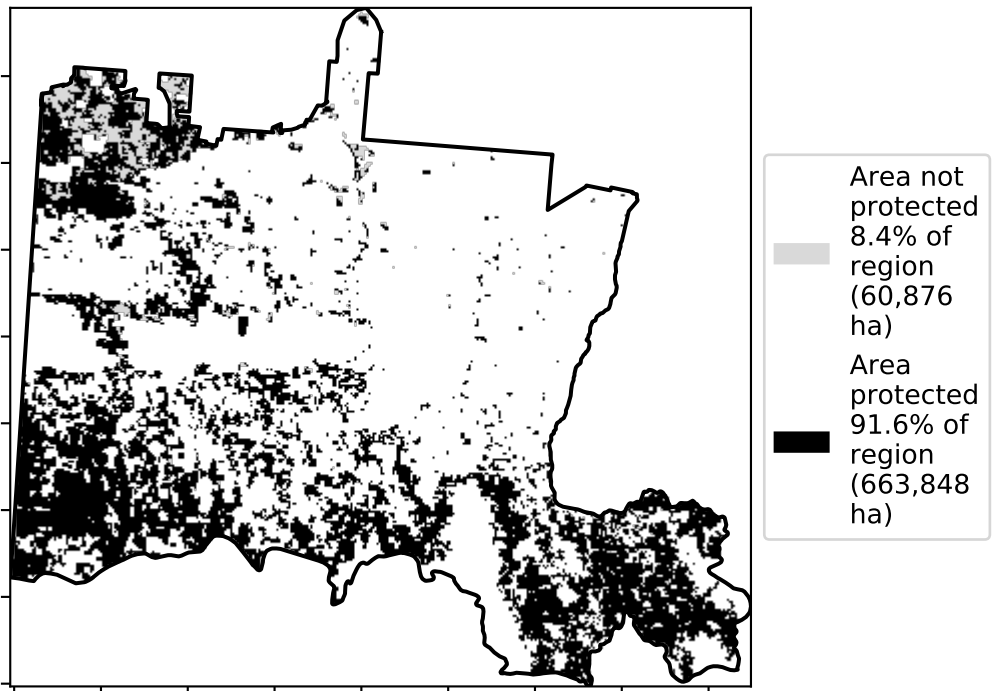 Area not
protected
8.4% of
region
(60,876
ha)
Area
protected
91.6% of
region
(663,848
ha)